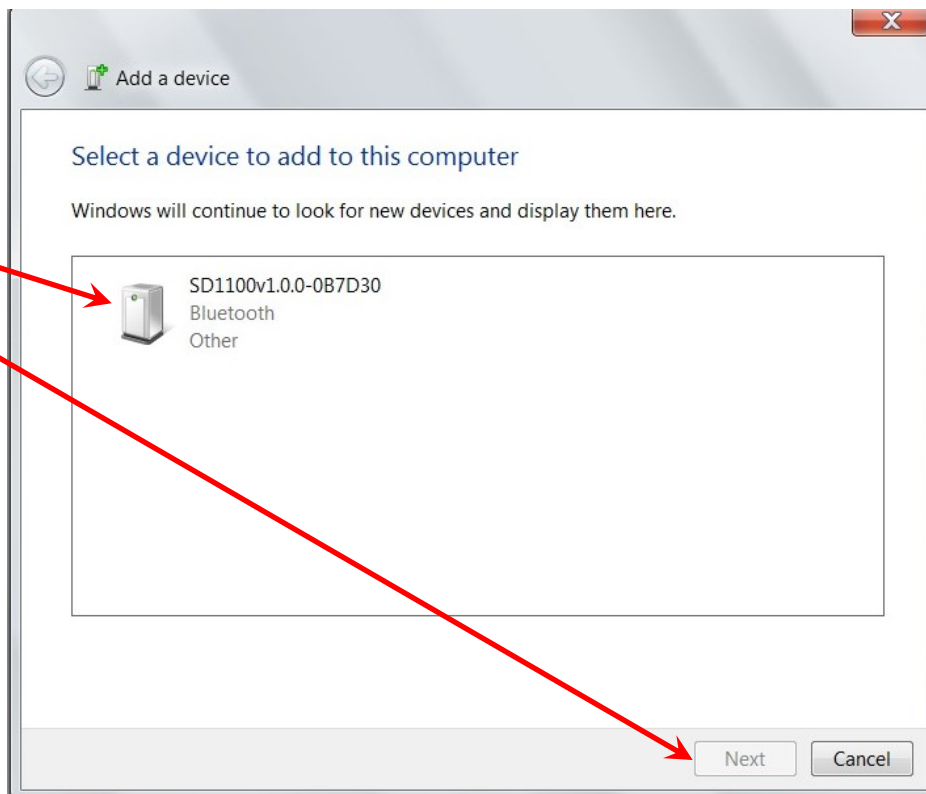 Add a device
Select a device to add to this computer
Windows will continue to look for new devices and display them here.
SD1100v1.0.0-0B7D30
Bluetooth
Other
Next
Cancel